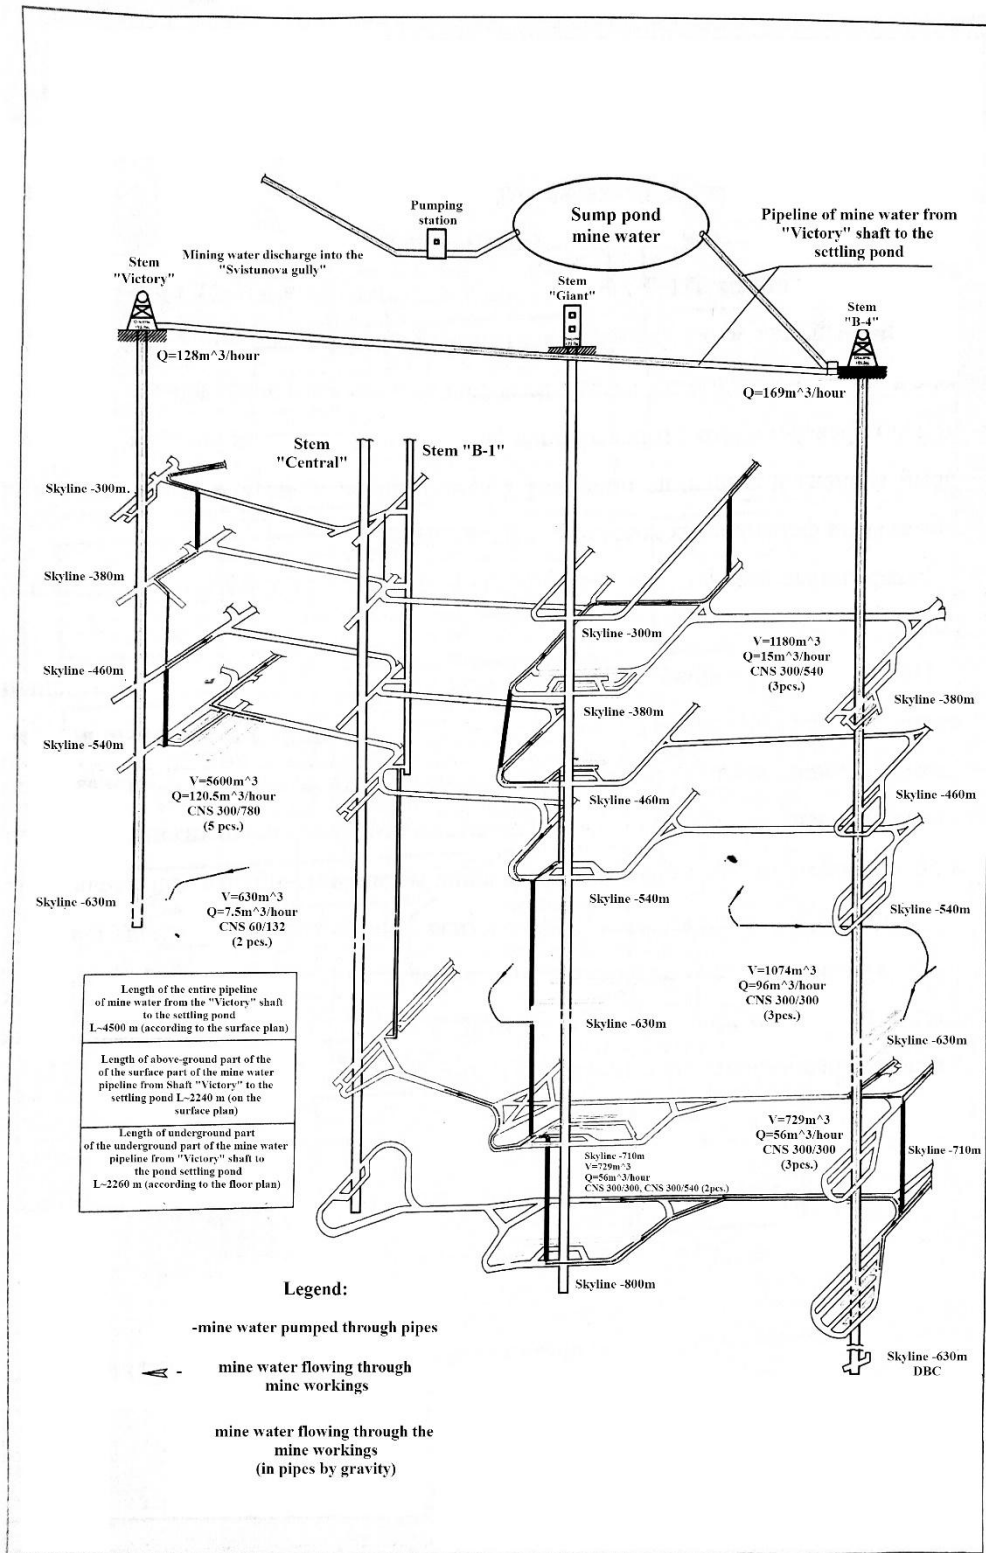 Pumping
station
Sump pond
mine water
Pipeline of mine water from
"Victory" shaft to the
settling pond
Mining water discharge into the
"Svistunova gully"
Stem
"Victory"
Stem
"Giant"
Stem
"B-4"
Q=128m^3/hour
Q=169m^3/hour
Stem
"Central"
Stem "B-1"
Skyline -300m.
Skyline -380m
Skyline -460m
Skyline -540m
V=5600m^3
Q=120.5m^3/hour
CNS 300/780
(5 pcs.)
Skyline -630m
V=630m^3
Q=7.5m^3/hour
CNS 60/132
(2 pcs.)
Skyline -300m
V=1180m^3
Q=15m^3/hour
CNS 300/540
(3pcs.)
Skyline -380m
Skyline -380m
Skyline -460m
Skyline -460m
Skyline -540m
Skyline -540m
V=1074m^3
Q=96m^3/hour
CNS 300/300
(3pcs.)
Skyline -630m
Skyline -630m
V=729m^3
Q=56m^3/hour
CNS 300/300
(3pcs.)
Skyline -710m
Skyline -710m
V=729m^3
Q=56m^3/hour
CNS 300/300, CNS 300/540 (2pcs.)
Skyline -800m
Skyline -630m
DBC
Length of the entire pipeline
of mine water from the "Victory" shaft
to the settling pond
L~4500 m (according to the surface plan)
Length of above-ground part of the
of the surface part of the mine water
pipeline from Shaft "Victory" to the
settling pond L~2240 m (on the
surface plan)
Length of underground part
of the underground part of the mine water
pipeline from "Victory" shaft to
the pond settling pond
L~2260 m (according to the floor plan)
Legend:
-mine water pumped through pipes
- mine water flowing through
mine workings
mine water flowing through the
mine workings
(in pipes by gravity)